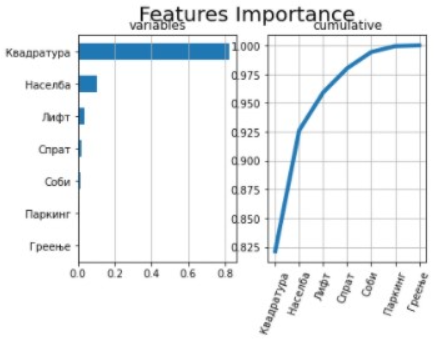 Features Importance
variables
Квадратура
Населба
Лифт
Спрат
Соби
Паркинг
Греење
0.0 0.2 0.4 0.6 0.8
cumulative
1.000
0.975
0.950
0.925
0.900
0.875
0.850
0.825
Квадратура
Населба
Лифт
Спрат
Соби
Паркинг
Греење